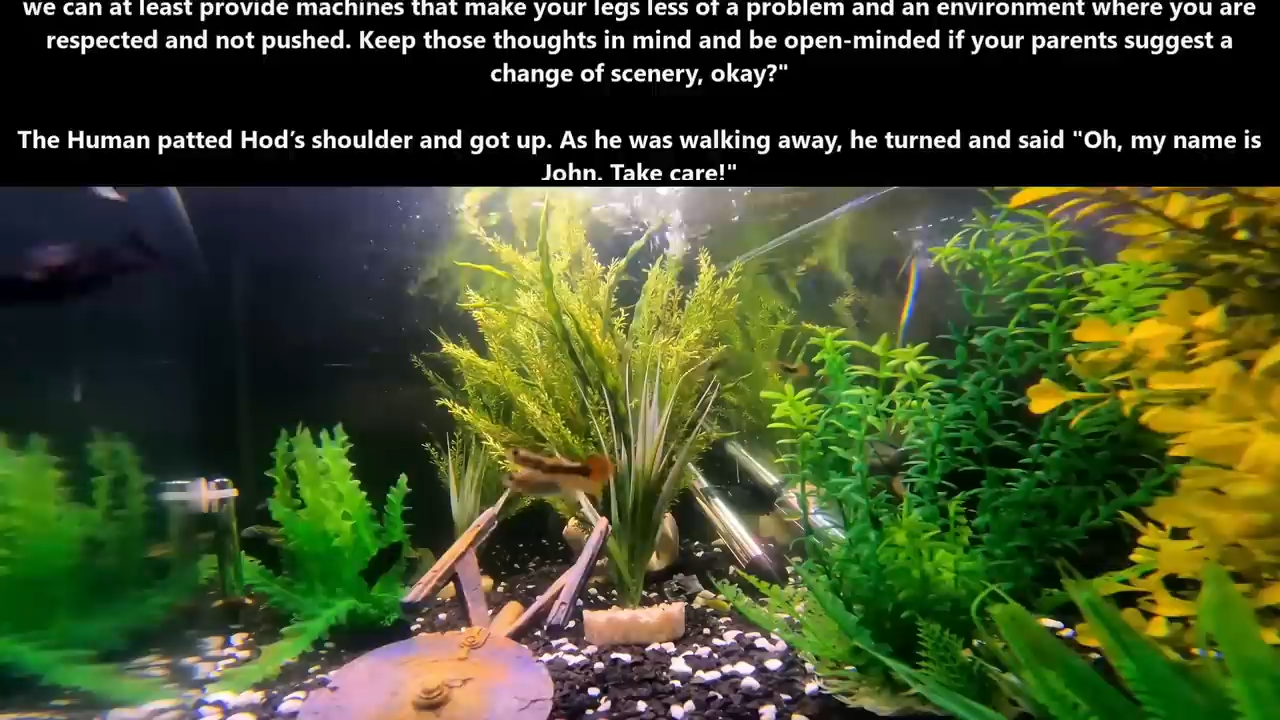 we can at least provide machines that make your legs less of a problem and an environment where you are
respected and not pushed. Keep those thoughts in mind and be open-minded if your parents suggest a
change of scenery, okay?"
The Human patted Hod’s shoulder and got up. As he was walking away, he turned and said "Oh, my name is
John. Take care!"